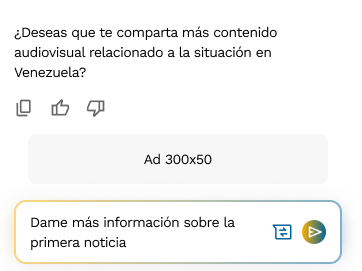 ¿Deseas que te comparta más contenido
audiovisual relacionado a la situación en
Venezuela?
Ad 300x50
Dame más información sobre la
primera noticia